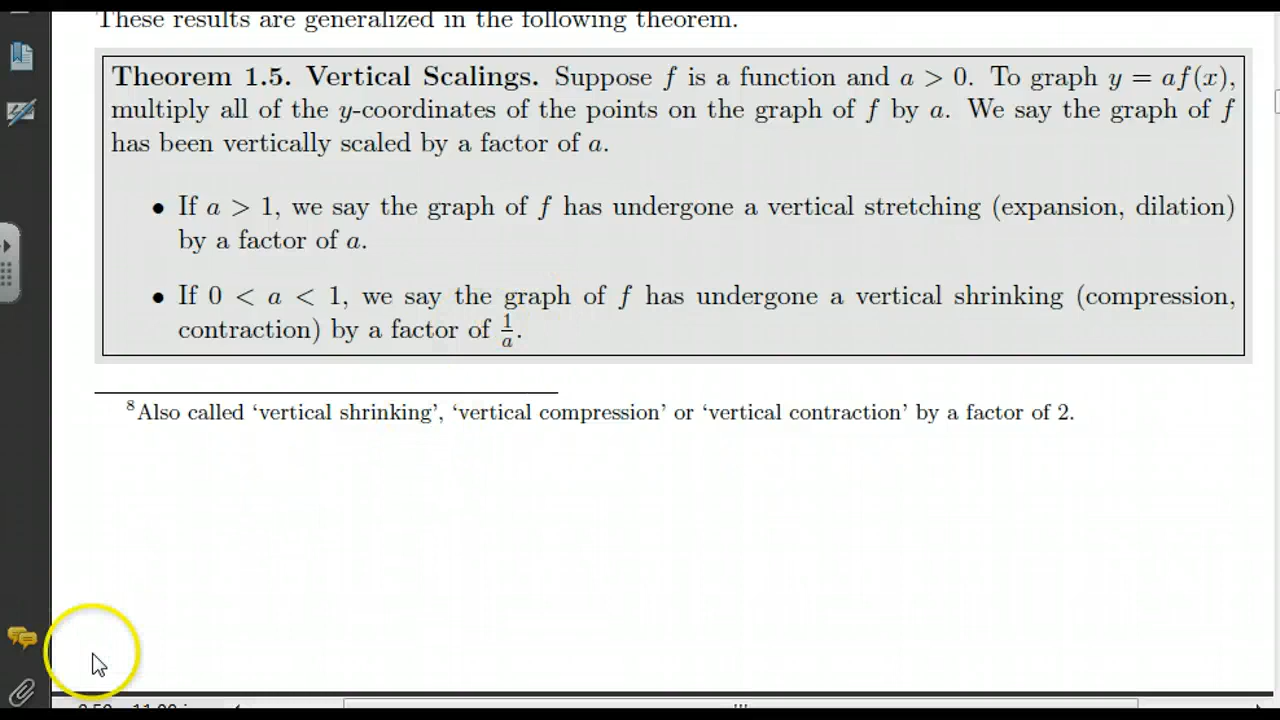 These results are generalized in the following theorem.
Theorem 1.5. Vertical Scalings. Suppose f is a function and a > 0. To graph y = af(x),
multiply all of the y-coordinates of the points on the graph of f by a. We say the graph of f
has been vertically scaled by a factor of a.
• If a > 1, we say the graph of f has undergone a vertical stretching (expansion, dilation)
by a factor of a.
• If 0 < a < 1, we say the graph of f has undergone a vertical shrinking (compression,
contraction) by a factor of 1/a.
8 Also called ‘vertical shrinking’, ‘vertical compression’ or ‘vertical contraction’ by a factor of 2.